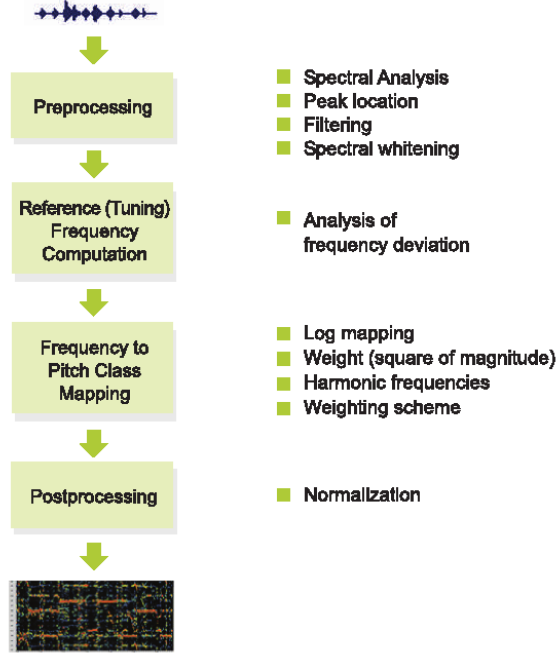 Preprocessing
Spectral Analysis
Peak location
Filtering
Spectral whitening
Reference (Tuning)
Frequency
Computation
Analysis of
frequency deviation
Frequency to
Pitch Class
Mapping
Log mapping
Weight (square of magnitude)
Harmonic frequencies
Weighting scheme
Postprocessing
Normalization